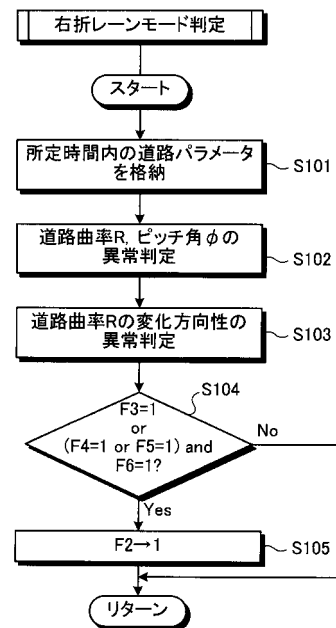 右折レーンモード判定
スタート
所定時間内の道路パラメータ
を格納
S101
道路曲率R, ピッチ角φの
異常判定
S102
道路曲率Rの変化方向性の
異常判定
S103
S104
F3=1
or
(F4=1 or F5=1) and
F6=1?
No
Yes
F2→1
S105
リターン